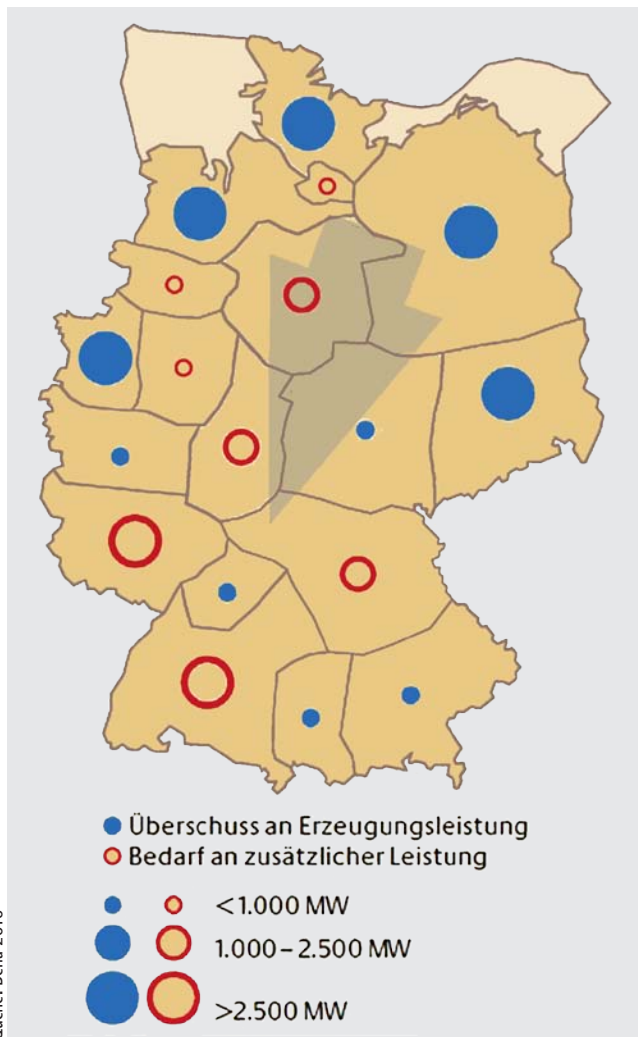 Überschuss an Erzeugungsleistung
Bedarf an zusätzlicher Leistung
<1.000 MW
1.000 – 2.500 MW
>2.500 MW